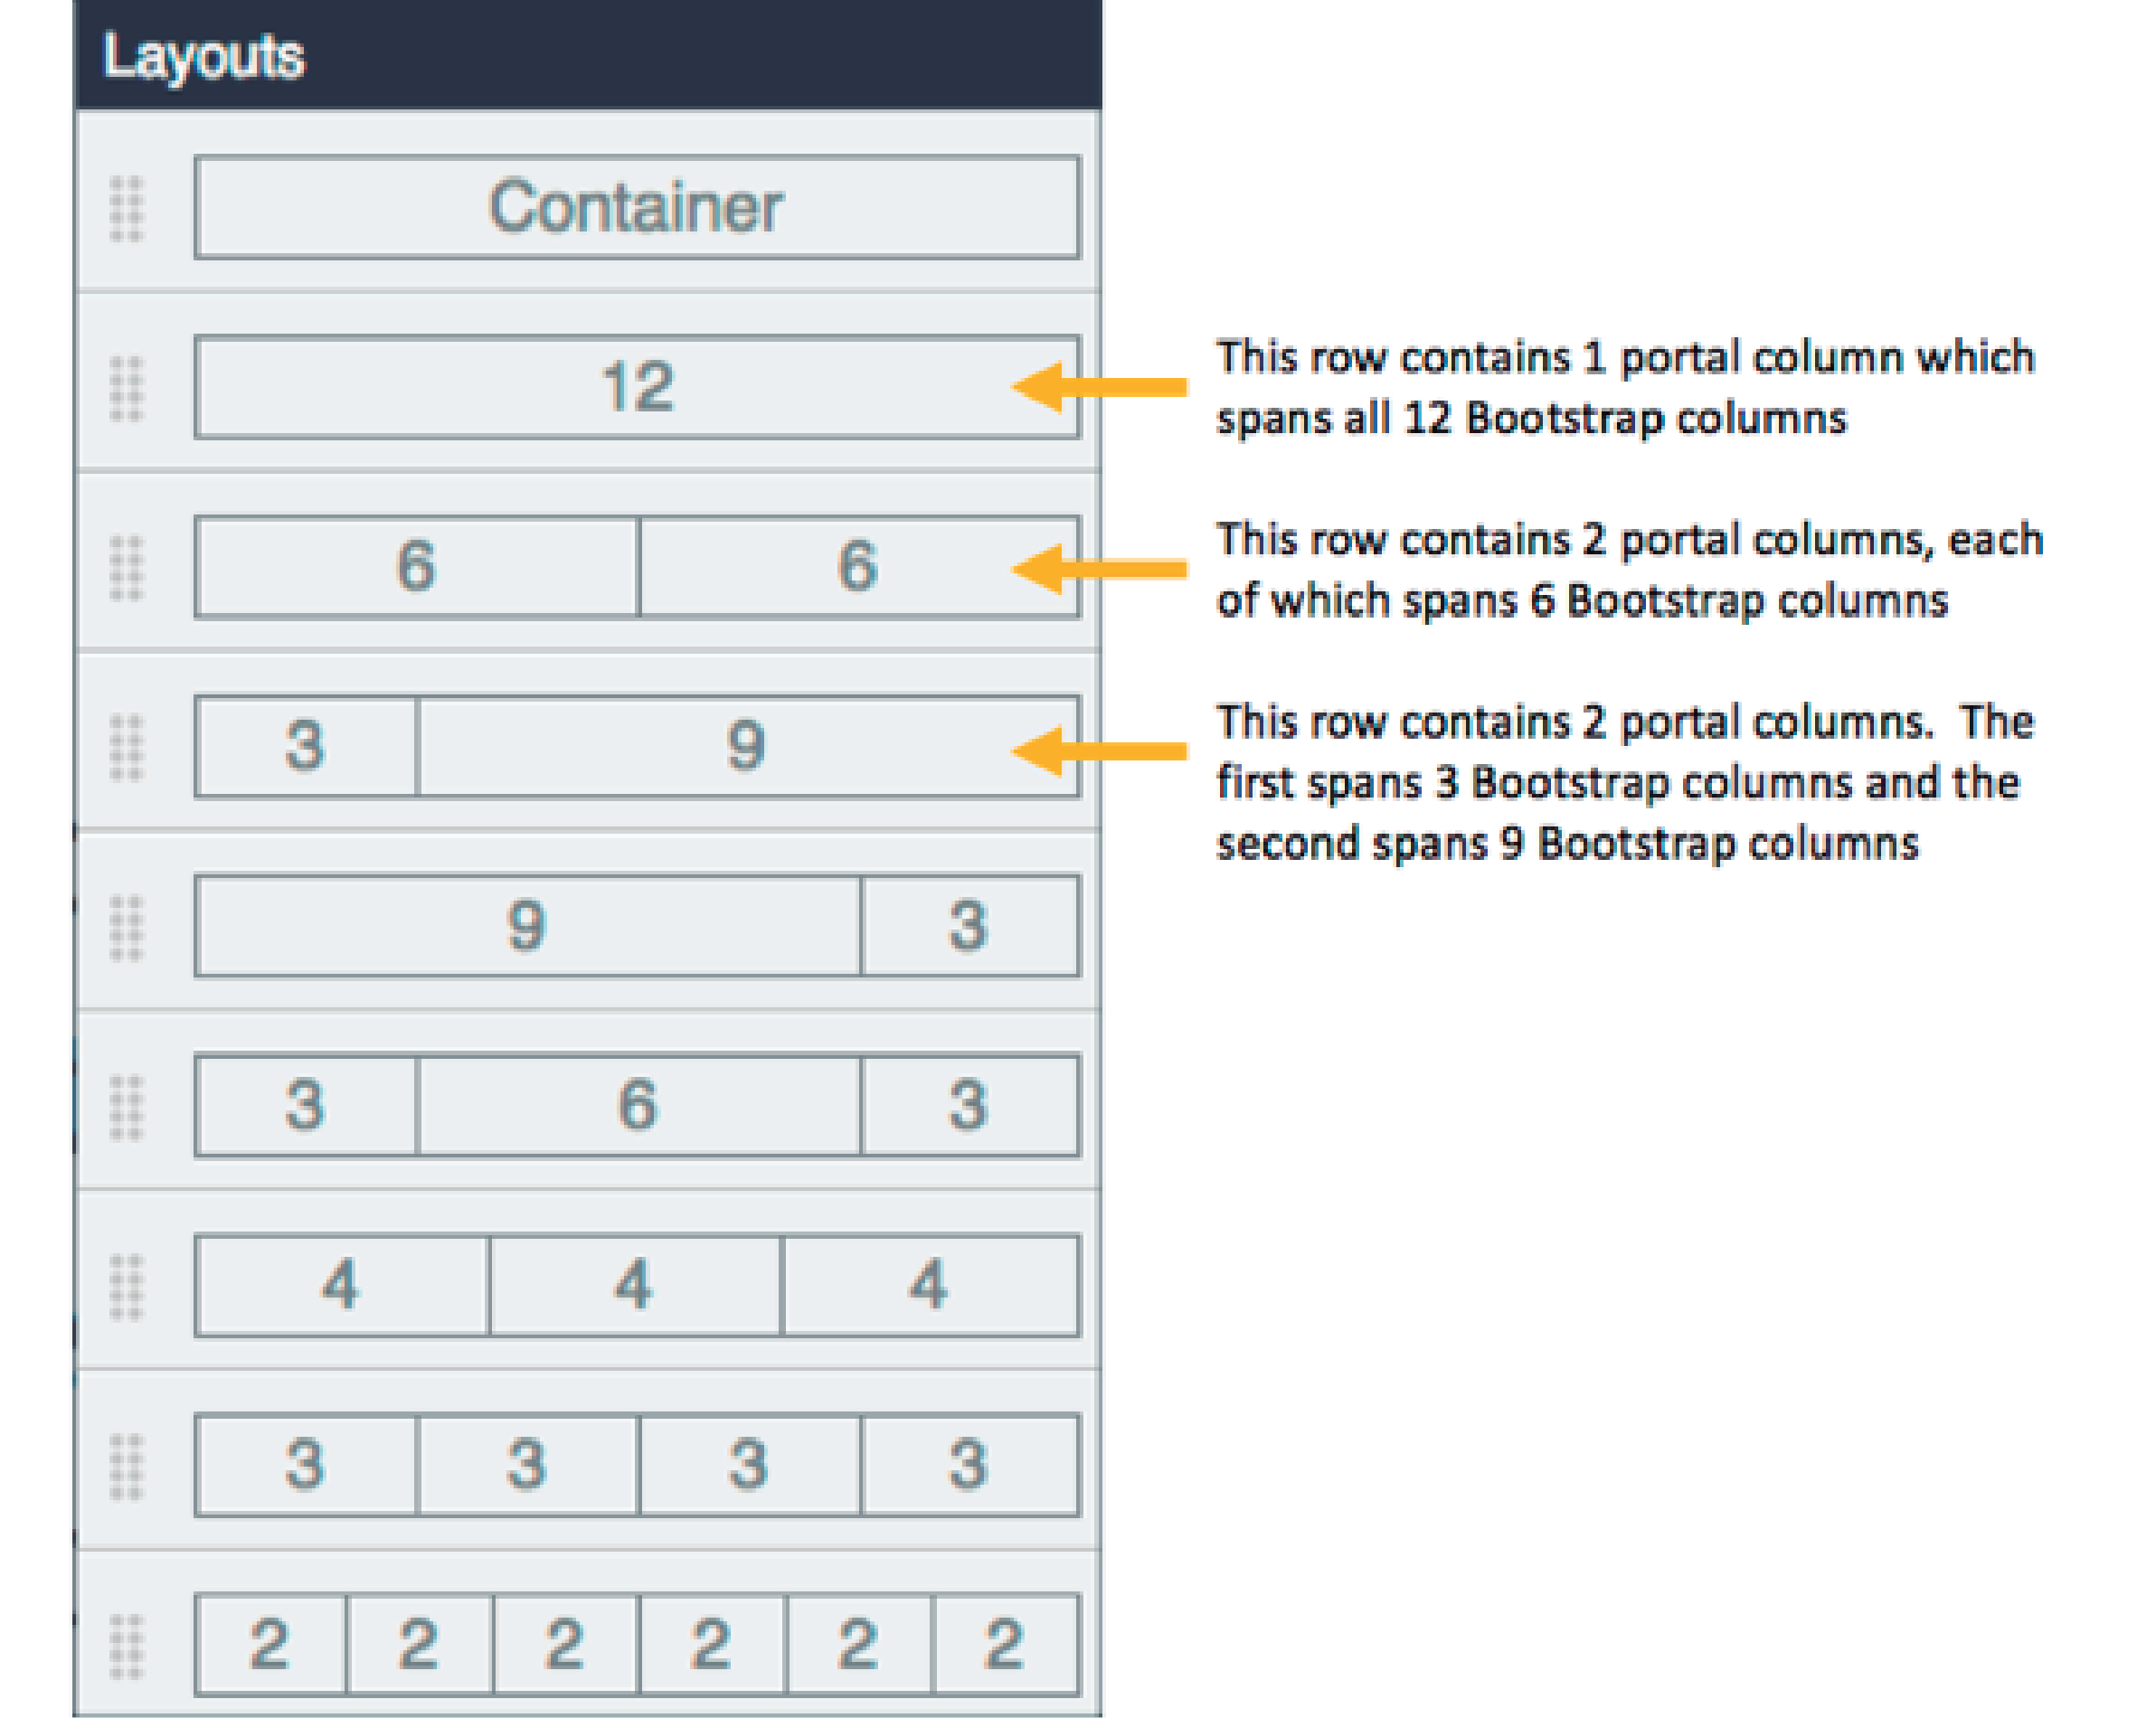 Layouts
Container
12
This row contains 1 portal column which
spans all 12 Bootstrap columns
6 6
This row contains 2 portal columns, each
of which spans 6 Bootstrap columns
3 9
This row contains 2 portal columns.  The
first spans 3 Bootstrap columns and the
second spans 9 Bootstrap columns
9 3
3 6 3
4 4 4
3 3 3 3
2 2 2 2 2 2